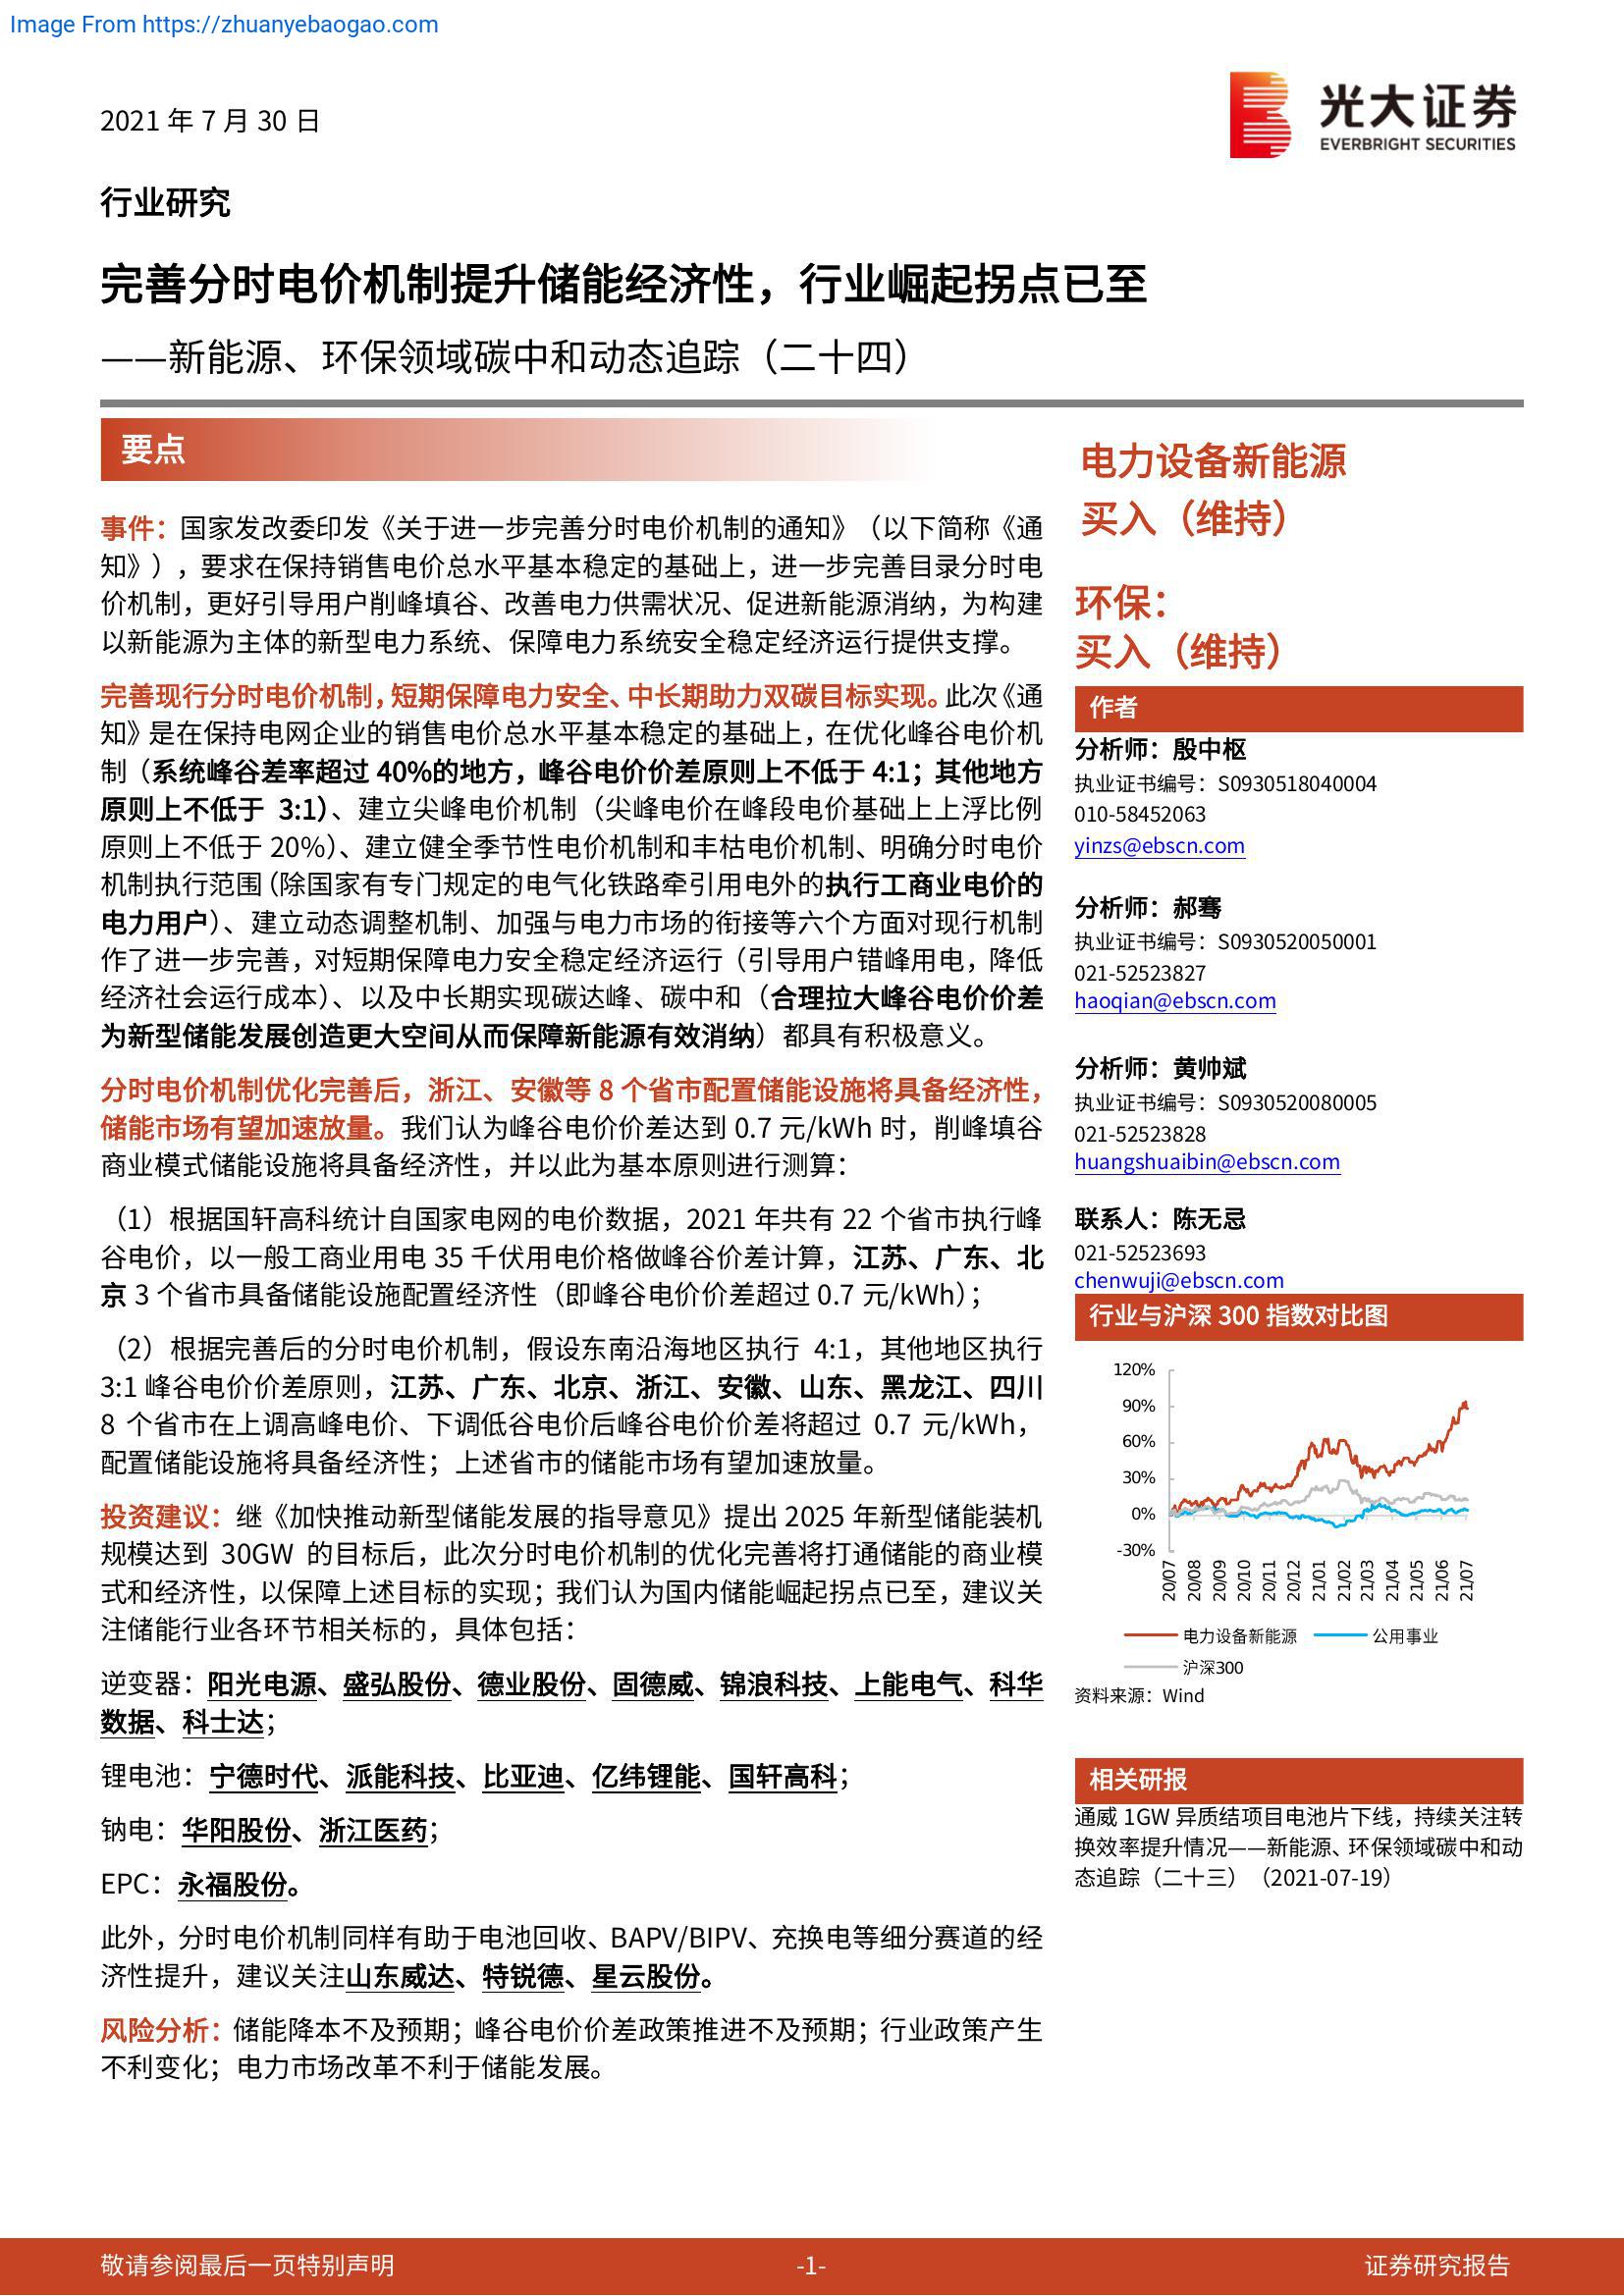 Image From https://zhuanyebaogao.com
2021 年 7 月 30 日
光大证券
EVERBRIGHT SECURITIES
行业研究
完善分时电价机制提升储能经济性，行业崛起拐点已至
——新能源、环保领域碳中和动态追踪（二十四）
要点
事件：国家发改委印发《关于进一步完善分时电价机制的通知》（以下简称《通
知》），要求在保持销售电价总水平基本稳定的基础上，进一步完善目录分时电
价机制，更好引导用户削峰填谷、改善电力供需状况、促进新能源消纳，为构建
以新能源为主体的新型电力系统、保障电力系统安全稳定经济运行提供支撑。
完善现行分时电价机制，短期保障电力安全、中长期助力双碳目标实现。此次《通
知》是在保持电网企业的销售电价总水平基本稳定的基础上，在优化峰谷电价机
制（系统峰谷差率超过 40%的地方，峰谷电价价差原则上不低于 4:1；其他地方
原则上不低于 3:1）、建立尖峰电价机制（尖峰电价在峰段电价基础上上浮比例
原则上不低于 20%）、建立健全季节性电价机制和丰枯电价机制、明确分时电价
机制执行范围（除国家有专门规定的电气化铁路牵引用电外的执行工商业电价的
电力用户）、建立动态调整机制、加强与电力市场的衔接等六个方面对现行机制
作了进一步完善，对短期保障电力安全稳定经济运行（引导用户错峰用电，降低
经济社会运行成本）、以及中长期实现碳达峰、碳中和（合理拉大峰谷电价价差
为新型储能发展创造更大空间从而保障新能源有效消纳）都具有积极意义。
分时电价机制优化完善后，浙江、安徽等 8 个省市配置储能设施将具备经济性，
储能市场有望加速放量。我们认为峰谷电价价差达到 0.7 元/kWh 时，削峰填谷
商业模式储能设施将具备经济性，并以此为基本原则进行测算：
（1）根据国轩高科统计自国家电网的电价数据，2021 年共有 22 个省市执行峰
谷电价，以一般工商业用电 35 千伏用电价格做峰谷价差计算，江苏、广东、北
京 3 个省市具备储能设施配置经济性（即峰谷电价价差超过 0.7 元/kWh）；
（2）根据完善后的分时电价机制，假设东南沿海地区执行 4:1，其他地区执行
3:1 峰谷电价价差原则，江苏、广东、北京、浙江、安徽、山东、黑龙江、四川
8 个省市在上调高峰电价、下调低谷电价后峰谷电价价差将超过 0.7 元/kWh，
配置储能设施将具备经济性；上述省市的储能市场有望加速放量。
投资建议：继《加快推动新型储能发展的指导意见》提出 2025 年新型储能装机
规模达到 30GW 的目标后，此次分时电价机制的优化完善将打通储能的商业模
式和经济性，以保障上述目标的实现；我们认为国内储能崛起拐点已至，建议关
注储能行业各环节相关标的，具体包括：
逆变器：阳光电源、盛弘股份、德业股份、固德威、锦浪科技、上能电气、科华
数据、科士达；
锂电池：宁德时代、派能科技、比亚迪、亿纬锂能、国轩高科；
钠电：华阳股份、浙江医药；
EPC：永福股份。
此外，分时电价机制同样有助于电池回收、BAPV/BIPV、充换电等细分赛道的经
济性提升，建议关注山东威达、特锐德、星云股份。
风险分析：储能降本不及预期；峰谷电价价差政策推进不及预期；行业政策产生
不利变化；电力市场改革不利于储能发展。
电力设备新能源
买入（维持）
环保：
买入（维持）
作者
分析师：殷中枢
执业证书编号：S0930518040004
010-58452063
yinzs@ebscn.com
分析师：郝骞
执业证书编号：S0930520050001
021-52523827
haoqian@ebscn.com
分析师：黄帅斌
执业证书编号：S0930520080005
021-52523828
huangshuaibin@ebscn.com
联系人：陈无忌
021-52523693
chenwuji@ebscn.com
行业与沪深 300 指数对比图
120%
90%
60%
30%
0%
-30%
20/07 20/08 20/09 20/10 20/11 20/12 21/01 21/02 21/03 21/04 21/05 21/06 21/07
电力设备新能源 公用事业
沪深300
资料来源：Wind
相关研报
通威 1GW 异质结项目电池片下线，持续关注转
换效率提升情况——新能源、环保领域碳中和动
态追踪（二十三）（2021-07-19）
敬请参阅最后一页特别声明 -1- 证券研究报告